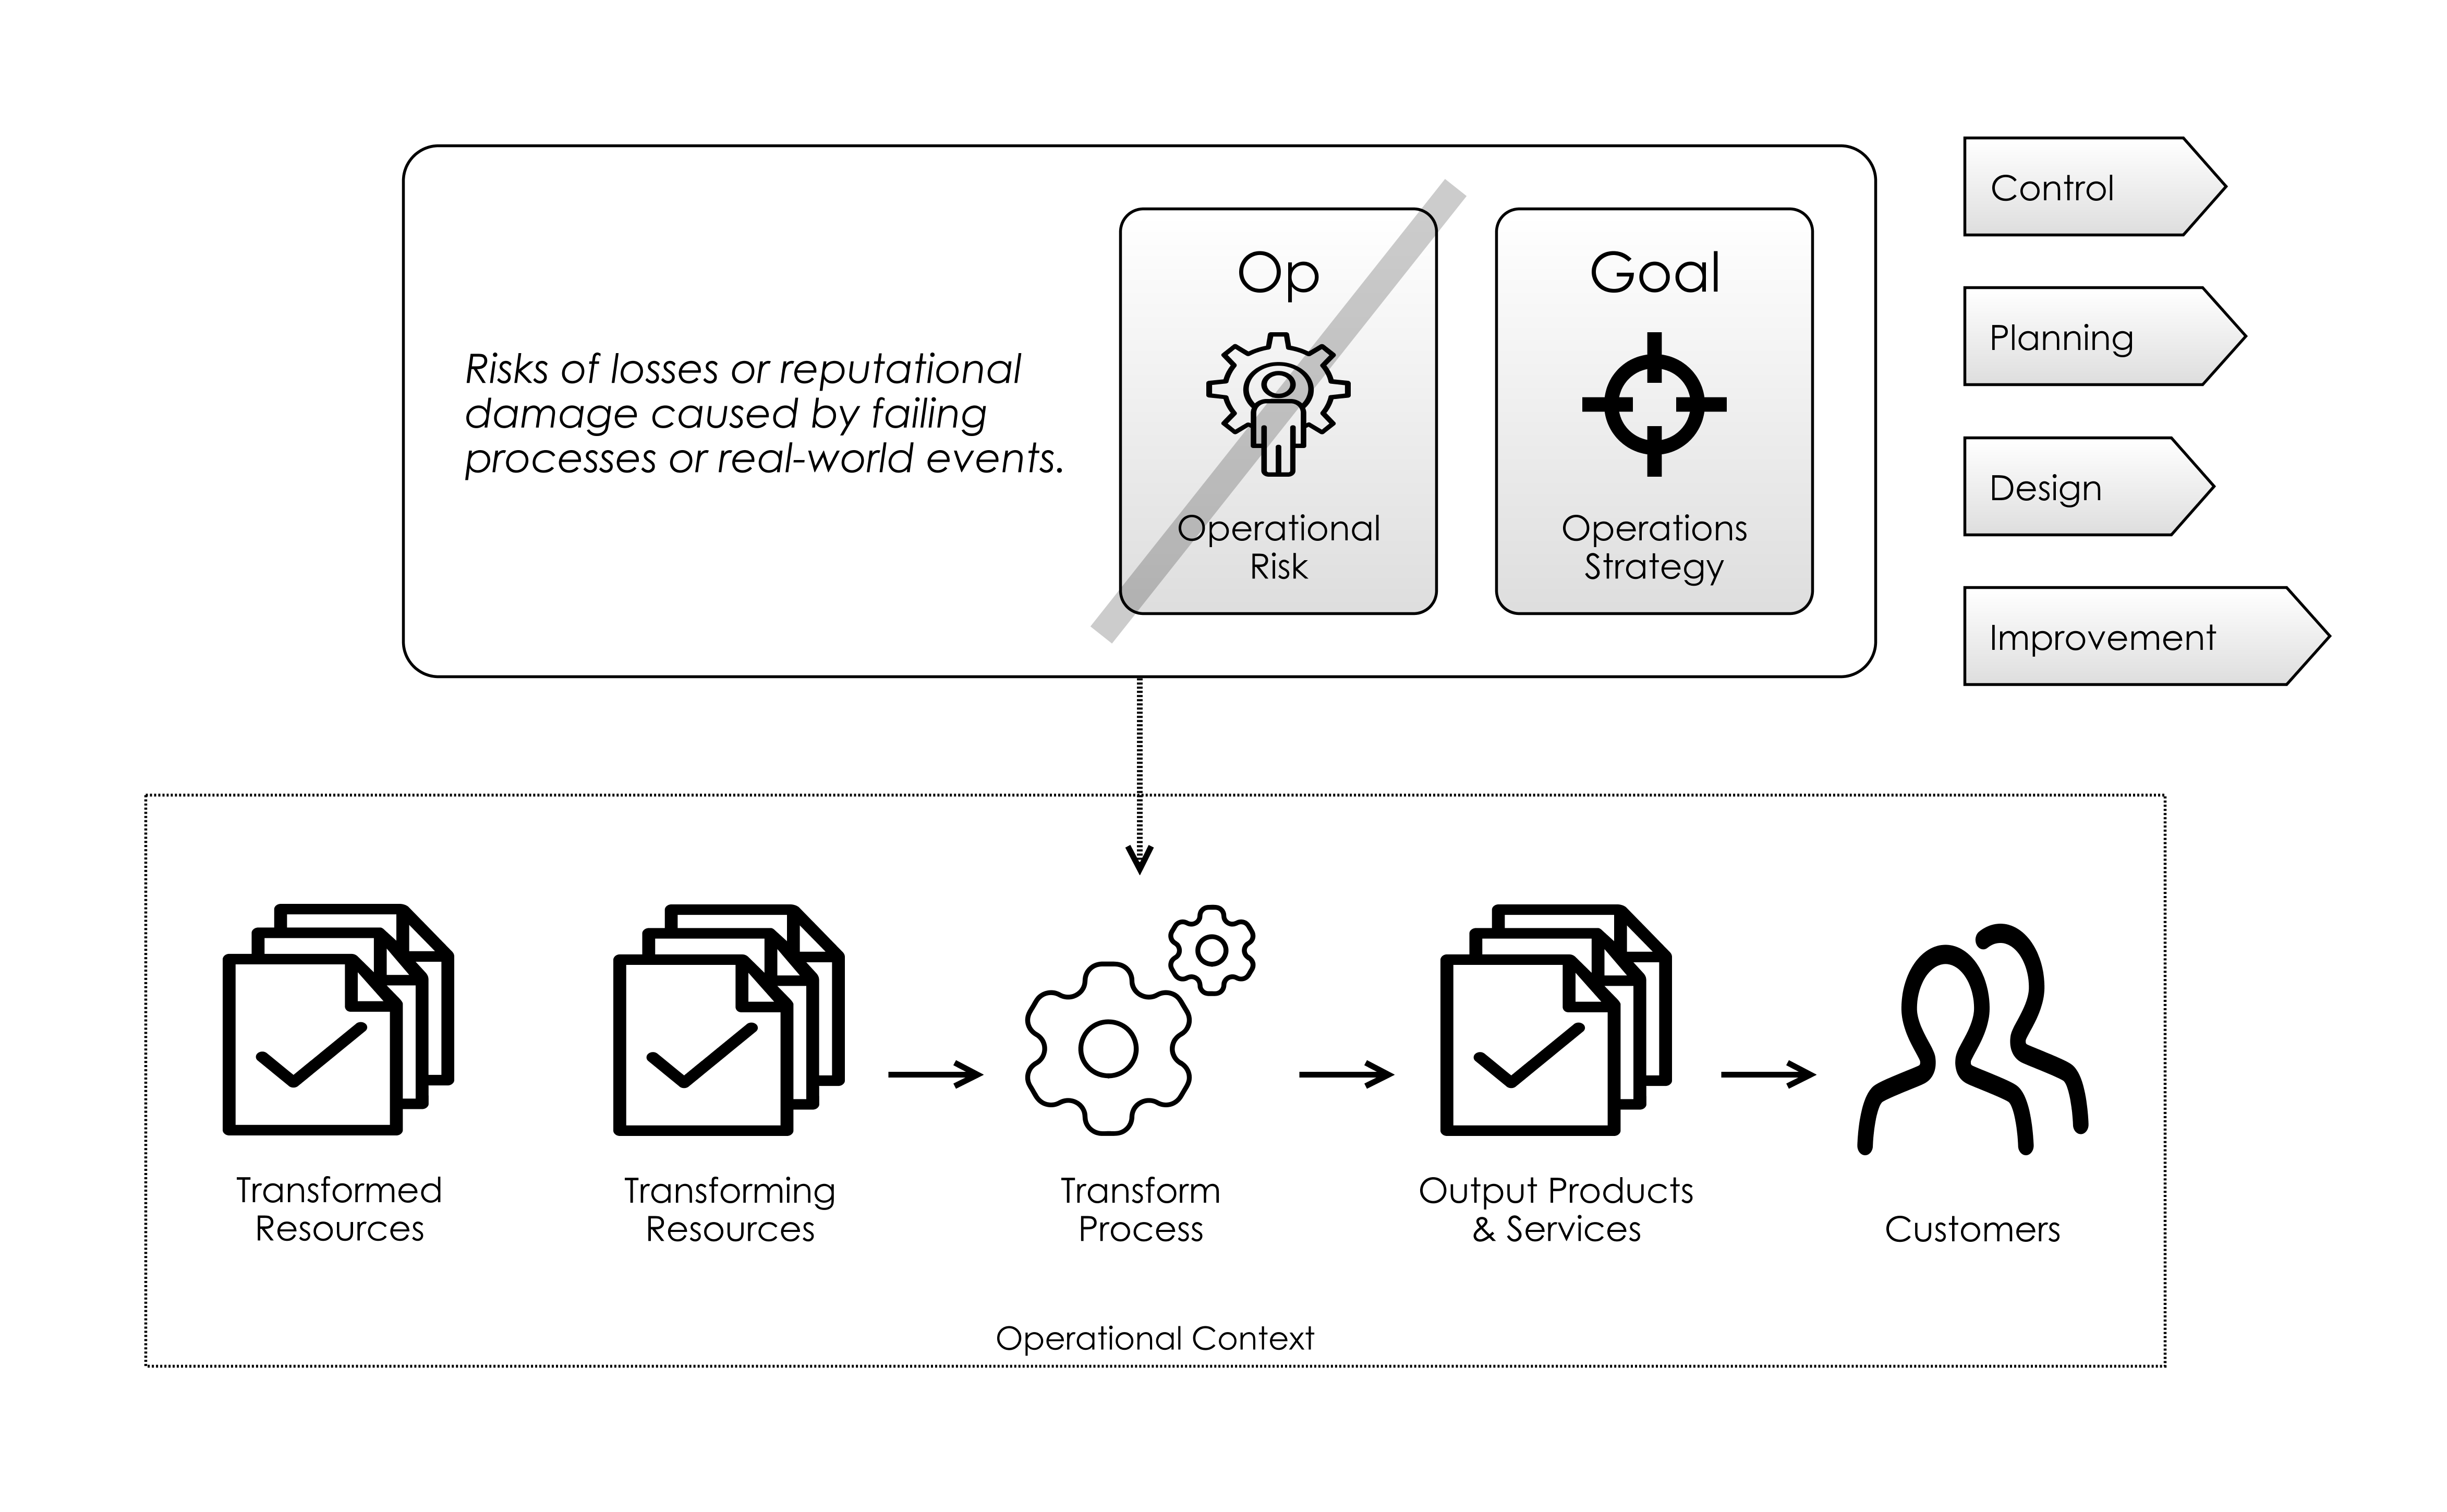 Risks of losses or reputational
damage caused by failing
processes or real-world events.
Op
Operational
Risk
Goal
Operations
Strategy
Control
Planning
Design
Improvement
Transformed
Resources
Transforming
Resources
Transform
Process
Output Products
& Services
Customers
Operational Context